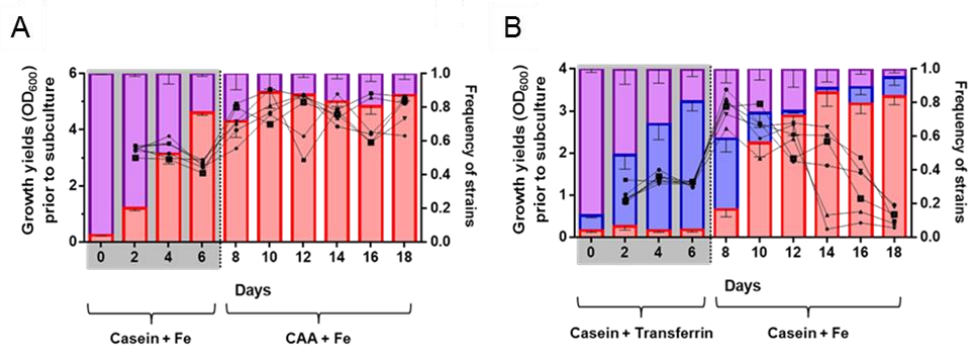 A
B
Growth yields (OD600)
prior to subculture
6
4
2
0
1.0
0.8
0.6
0.4
0.2
0.0
Frequency of strains
0 2 4 6 8 10 12 14 16 18
Days
Casein + Fe
CAA + Fe
Growth yields (OD600)
prior to subculture
4
3
2
1
0
1.0
0.8
0.6
0.4
0.2
0.0
Frequency of strains
0 2 4 6 8 10 12 14 16 18
Days
Casein + Transferrin
Casein + Fe